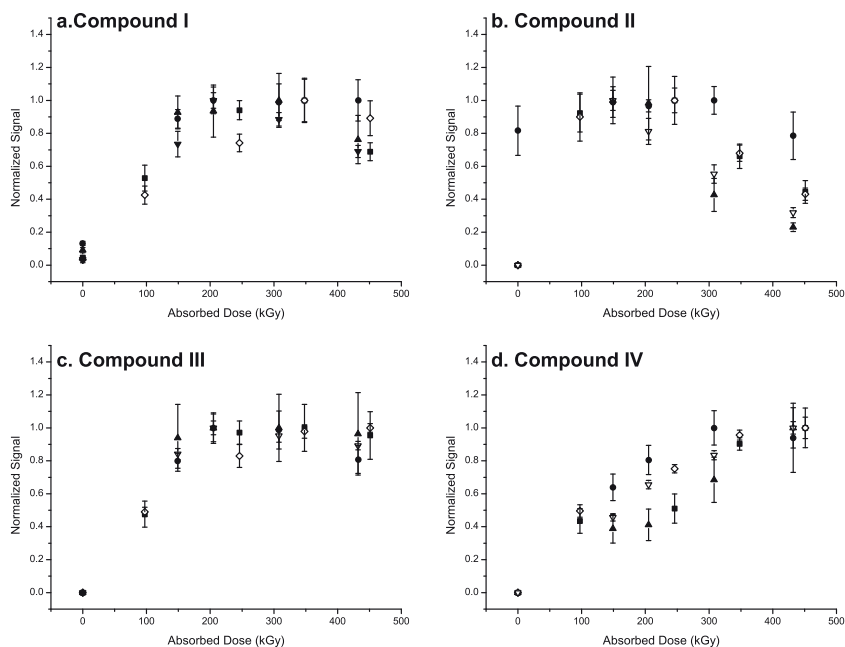 a.Compound I
1.4
1.2
1.0
0.8
0.6
0.4
0.2
0.0
Normalized Signal
0 100 200 300 400 500
Absorbed Dose (kGy)
b. Compound II
1.4
1.2
1.0
0.8
0.6
0.4
0.2
0.0
Normalized Signal
0 100 200 300 400 500
Absorbed Dose (kGy)
c. Compound III
1.4
1.2
1.0
0.8
0.6
0.4
0.2
0.0
Normalized Signal
0 100 200 300 400 500
Absorbed Dose (kGy)
d. Compound IV
1.4
1.2
1.0
0.8
0.6
0.4
0.2
0.0
Normalized Signal
0 100 200 300 400 500
Absorbed Dose (kGy)